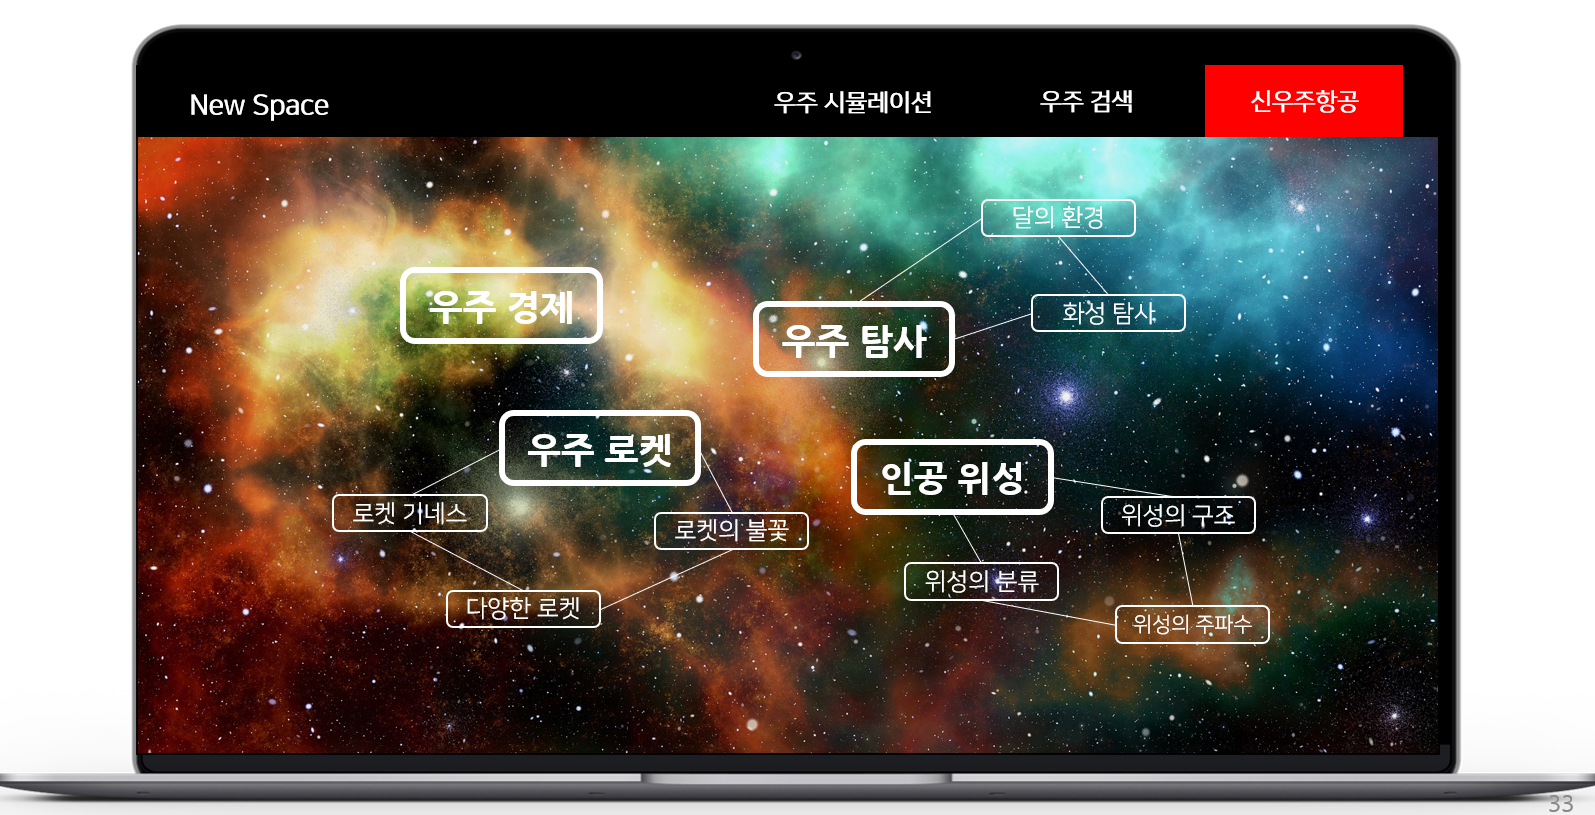 New Space
우주 시뮬레이션
우주 검색
신우주항공
달의 환경
우주 경제
화성 탐사
우주 탐사
우주 로켓
인공 위성
로켓 기네스
로켓의 불꽃
위성의 구조
위성의 분류
다양한 로켓
위성의 주파수
33